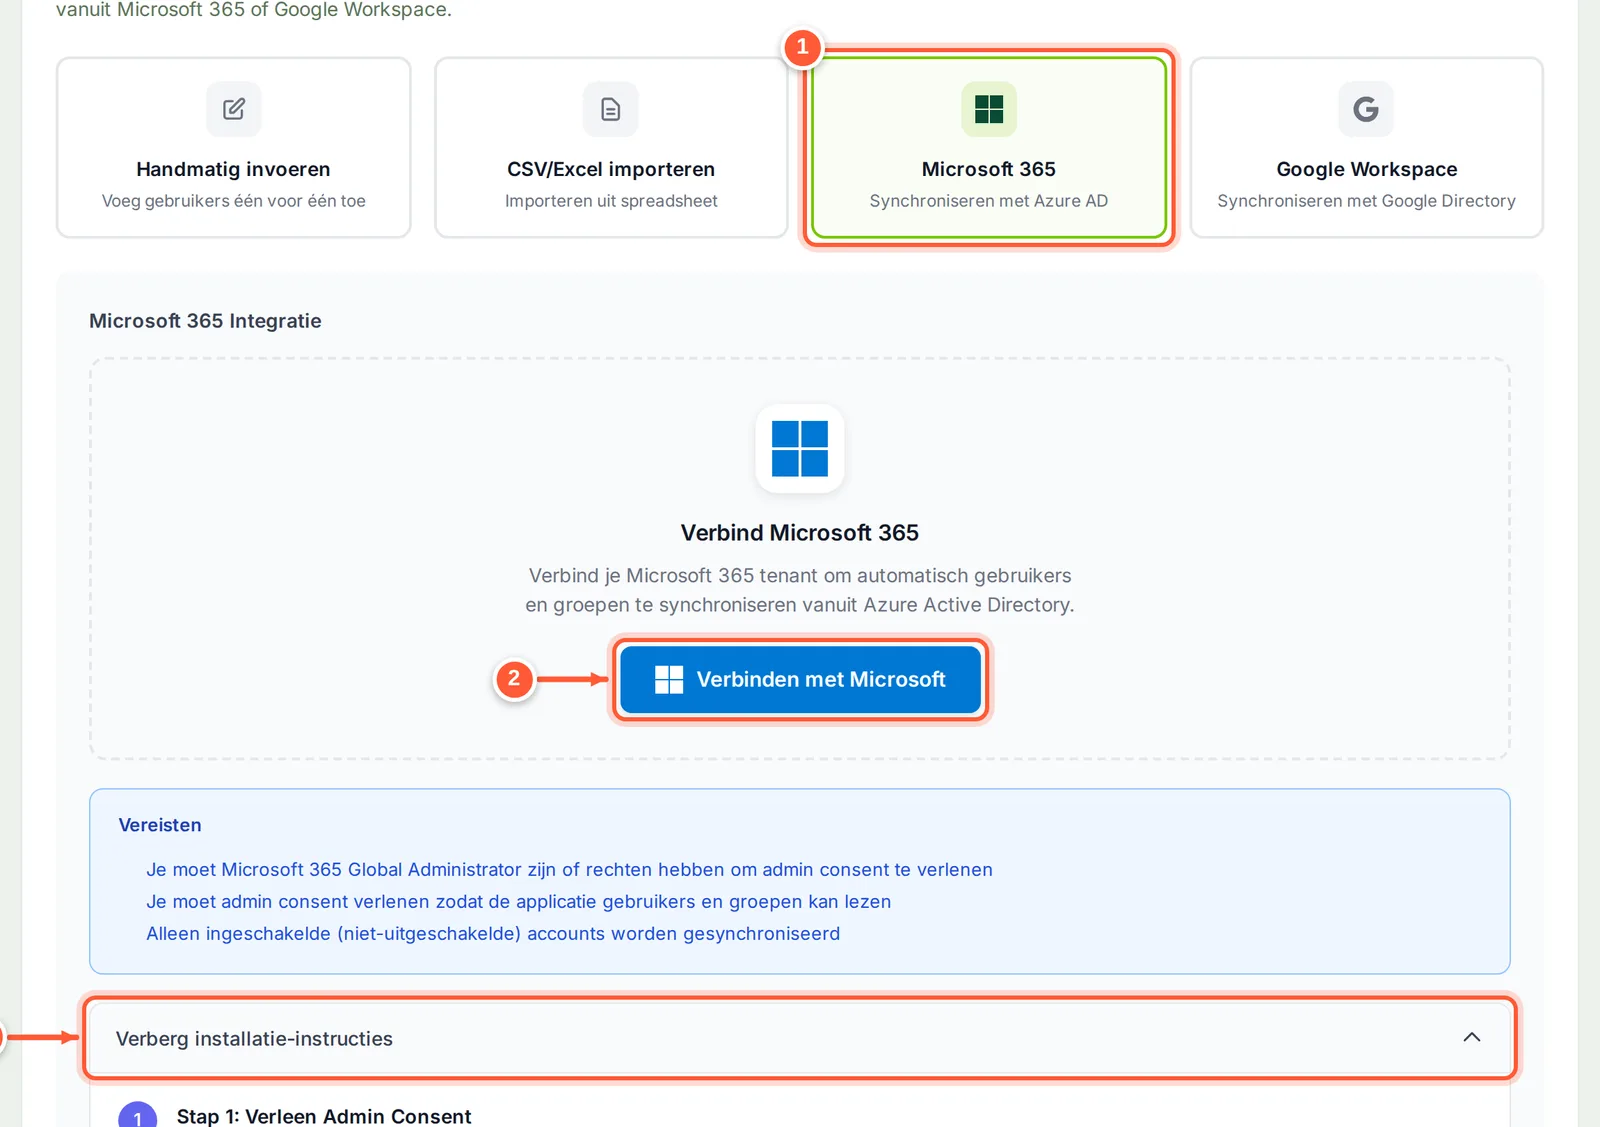 vanuit Microsoft 365 of Google Workspace.
1
Handmatig invoeren
Voeg gebruikers één voor één toe
CSV/Excel importeren
Importeren uit spreadsheet
Microsoft 365
Synchroniseren met Azure AD
Google Workspace
Synchroniseren met Google Directory
Microsoft 365 Integratie
Verbind Microsoft 365
Verbind je Microsoft 365 tenant om automatisch gebruikers
en groepen te synchroniseren vanuit Azure Active Directory.
2
Verbinden met Microsoft
Vereisten
Je moet Microsoft 365 Global Administrator zijn of rechten hebben om admin consent te verlenen
Je moet admin consent verlenen zodat de applicatie gebruikers en groepen kan lezen
Alleen ingeschakelde (niet-uitgeschakelde) accounts worden gesynchroniseerd
Verberg installatie-instructies
1
Stap 1: Verleen Admin Consent